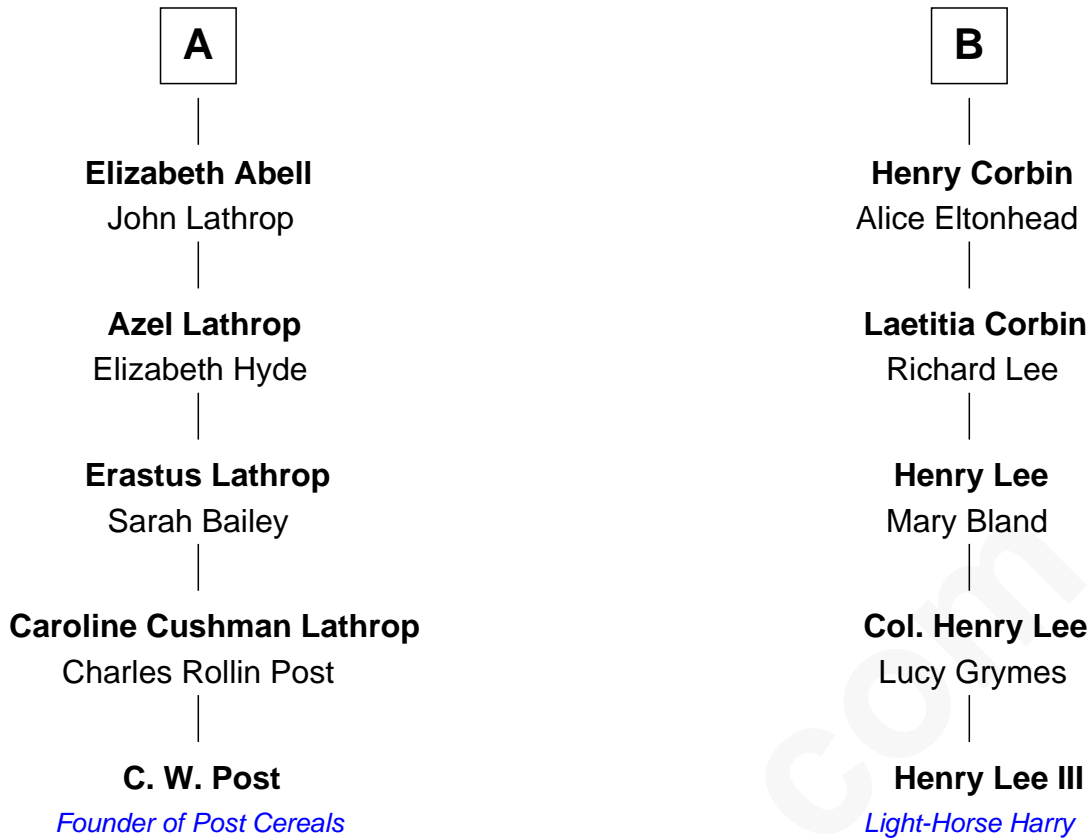 A
Elizabeth Abell
John Lathrop
Azel Lathrop
Elizabeth Hyde
Erastus Lathrop
Sarah Bailey
Caroline Cushman Lathrop
Charles Rollin Post
C. W. Post
Founder of Post Cereals
B
Henry Corbin
Alice Eltonhead
Laetitia Corbin
Richard Lee
Henry Lee
Mary Bland
Col. Henry Lee
Lucy Grymes
Henry Lee III
Light-Horse Harry
com